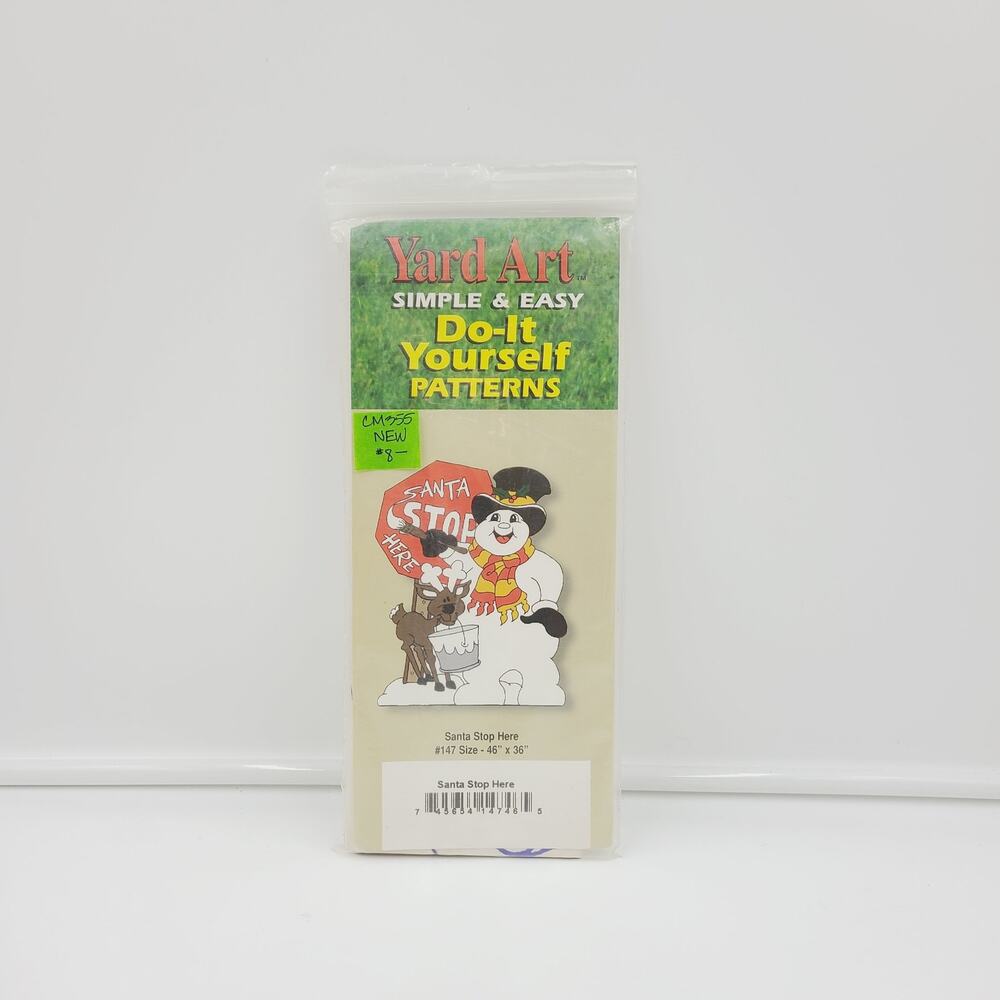 Yard Art™
SIMPLE & EASY
Do-It
Yourself
PATTERNS
CM355
NEW
$8—
SANTA
STOP
HERE
Santa Stop Here
#147 Size - 46" x 36"
Santa Stop Here
7 45654 14746 5